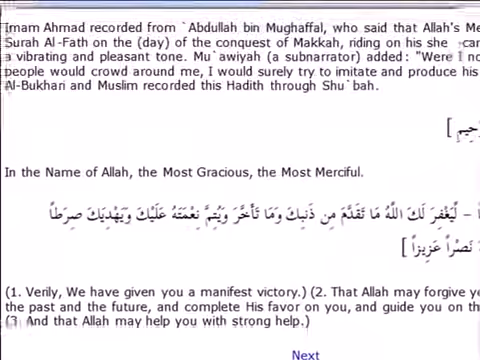 Imam Ahmad recorded from `Abdullah bin Mughaffal, who said that Allah's Me
Surah Al-Fath on the (day) of the conquest of Makkah, riding on his she
a vibrating and pleasant tone. Mu`awiyah (a subnarrator) added: "Were I
people would crowd around me, I would surely try to imitate and produce his
Al-Bukhari and Muslim recorded this Hadith through Shu`bah.
حِيمِ ]
In the Name of Allah, the Most Gracious, the Most Merciful.
- لِّيَغْفِرَ لَكَ اللَّهُ مَا تَقَدَّمَ مِن ذَنبِكَ وَمَا تَأَخَّرَ وَيُتِمَّ نِعْمَتَهُ عَلَيْكَ وَيَهْدِيَكَ صِرَطاً
نَصْراً عَزِيزاً ]
(1. Verily, We have given you a manifest victory.) (2. That Allah may forgive
the past and the future, and complete His favor on you, and guide you on
(3. And that Allah may help you with strong help.)
Next